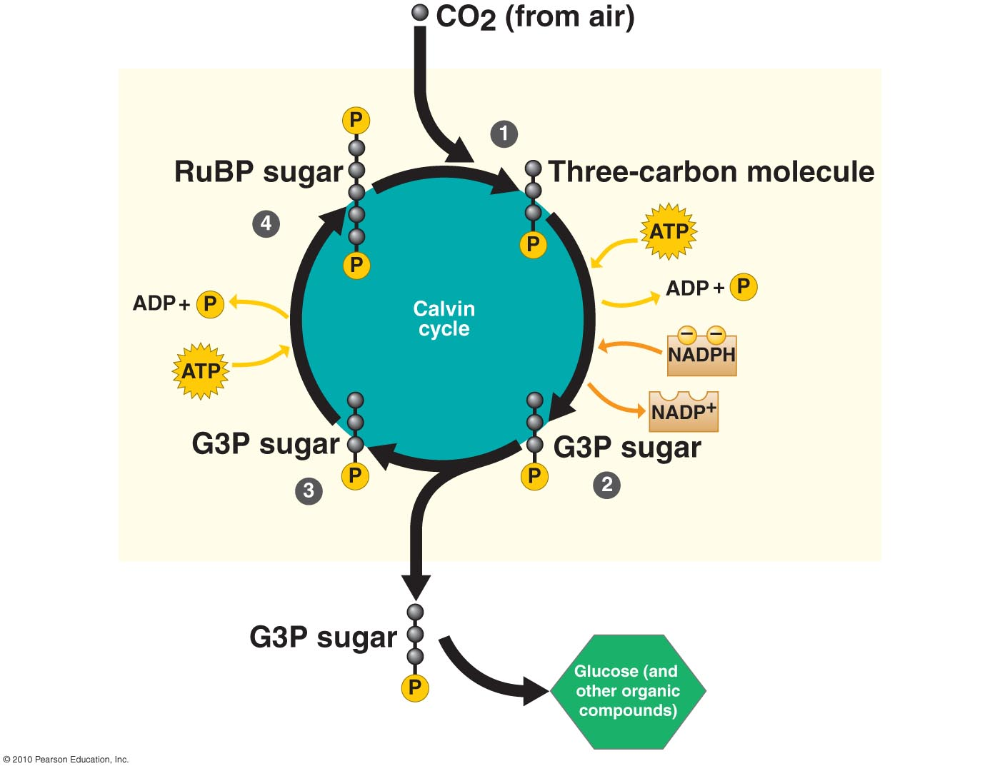 CO2 (from air)
P
1
RuBP sugar
Three-carbon molecule
4
ATP
P
P
ADP + P
ADP + P
Calvin
cycle
NADPH
ATP
NADP+
G3P sugar
G3P sugar
P
P
3
2
G3P sugar
P
Glucose (and
other organic
compounds)
© 2010 Pearson Education, Inc.